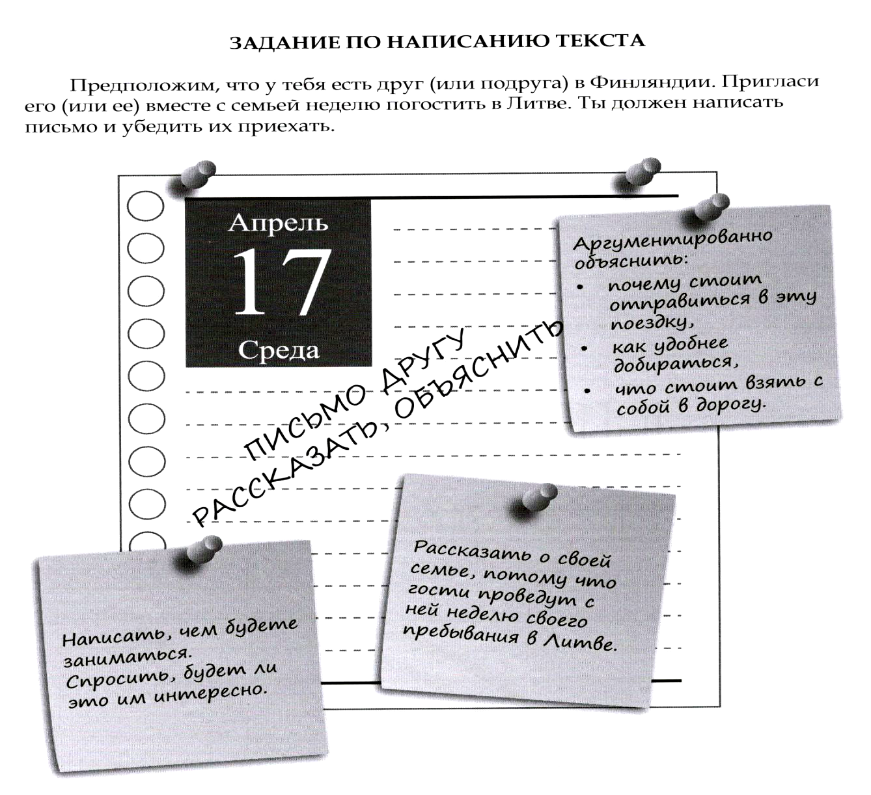 ЗАДАНИЕ ПО НАПИСАНИЮ ТЕКСТА
Предположим, что у тебя есть друг (или подруга) в Финляндии. Пригласи
его (или ее) вместе с семьей неделю погостить в Литве. Ты должен написать
письмо и убедить их приехать.
Апрель
17
Среда
ПИСЬМО ДРУГУ
РАССКАЗАТЬ, ОБЪЯСНИТЬ
Аргументированно
объяснить:
• почему стоит
отправиться в эту
поездку,
• как удобнее
добираться,
• что стоит взять с
собой в дорогу.
Рассказать о своей
семье, потому что
гости проведут с
ней неделю своего
пребывания в Литве.
Написать, чем будете
заниматься.
Спросить, будет ли
это им интересно.